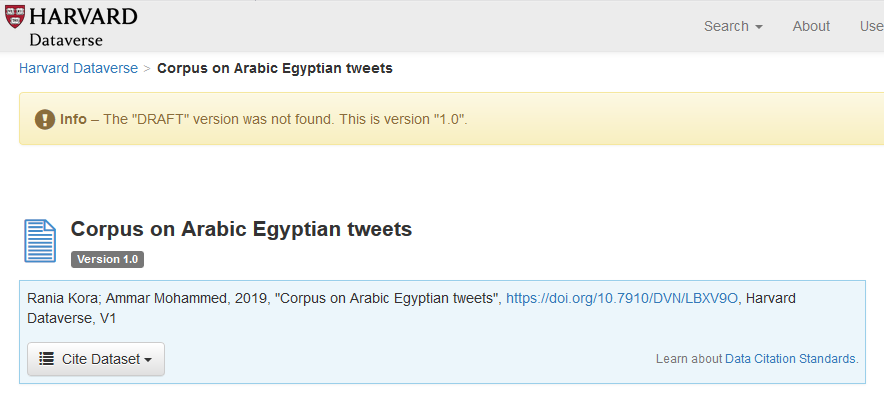 HARVARD
Dataverse
Search
About
Use
Harvard Dataverse > Corpus on Arabic Egyptian tweets
Info – The "DRAFT" version was not found. This is version "1.0".
Corpus on Arabic Egyptian tweets
Version 1.0
Rania Kora; Ammar Mohammed, 2019, "Corpus on Arabic Egyptian tweets", https://doi.org/10.7910/DVN/LBXV9O, Harvard
Dataverse, V1
Cite Dataset
Learn about Data Citation Standards.